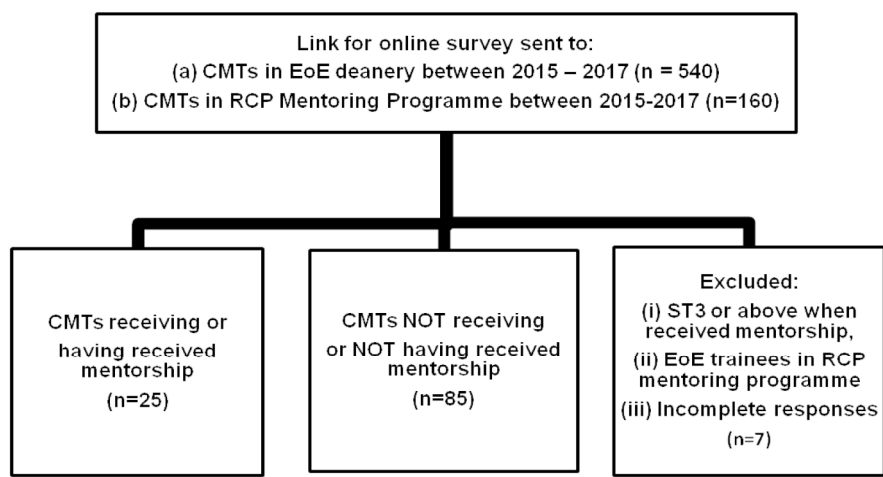 Link for online survey sent to:
(a) CMTs in EoE deanery between 2015 – 2017 (n = 540)
(b) CMTs in RCP Mentoring Programme between 2015-2017 (n=160)
CMTs receiving or
having received
mentorship
(n=25)
CMTs NOT receiving
or NOT having received
mentorship
(n=85)
Excluded:
(i) ST3 or above when
received mentorship,
(ii) EoE trainees in RCP
mentoring programme
(iii) Incomplete responses
(n=7)